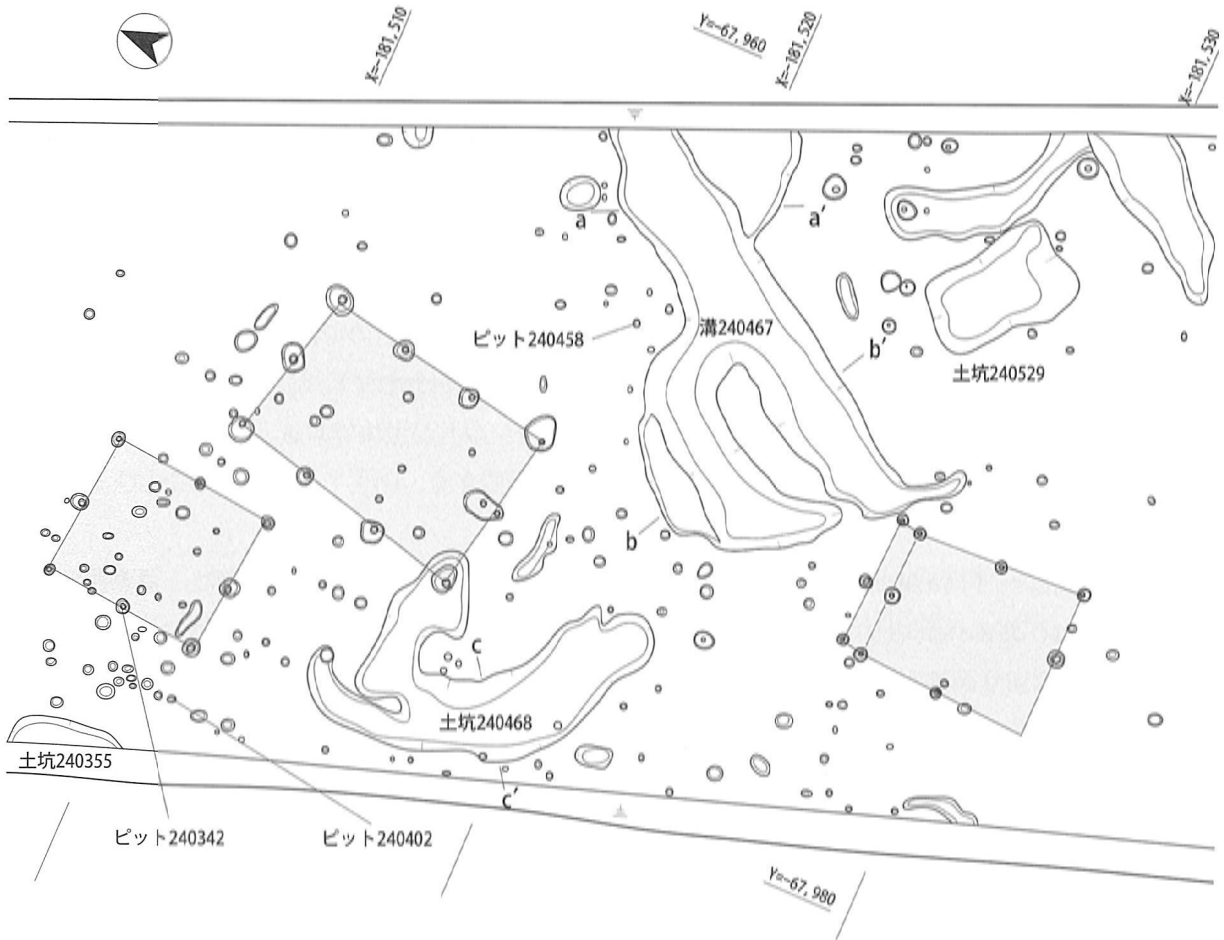 X=-181,510
Y=-67,960
X=-181,520
X=-181,530
a
a′
ピット240458
溝240467
b′
土坑240529
b
c
土坑240468
土坑240355
c′
ピット240342
ピット240402
Y=-67,980